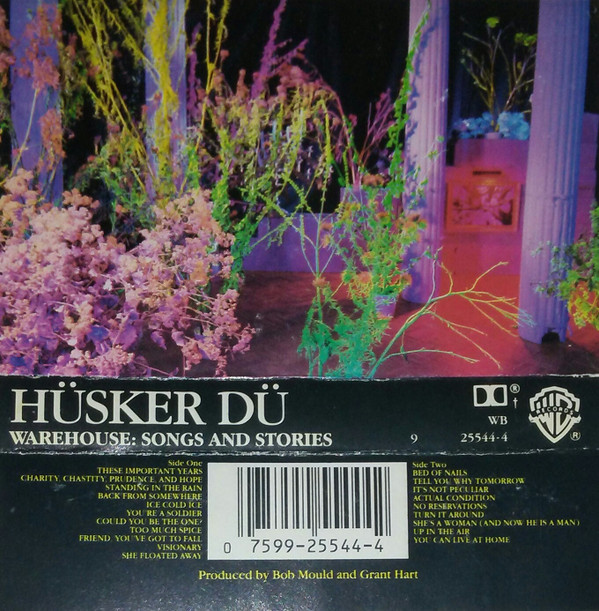 HÜSKER DÜ
WAREHOUSE: SONGS AND STORIES
®
†
WB
9 25544-4
WB
RECORDS
®
Side One
THESE IMPORTANT YEARS
CHARITY, CHASTITY, PRUDENCE, AND HOPE
STANDING IN THE RAIN
BACK FROM SOMEWHERE
ICE COLD ICE
YOU'RE A SOLDIER
COULD YOU BE THE ONE?
TOO MUCH SPICE
FRIEND, YOU'VE GOT TO FALL
VISIONARY
SHE FLOATED AWAY
0 7599-25544-4
Side Two
BED OF NAILS
TELL YOU WHY TOMORROW
IT'S NOT PECULIAR
ACTUAL CONDITION
NO RESERVATIONS
TURN IT AROUND
SHE'S A WOMAN (AND NOW HE IS A MAN)
UP IN THE AIR
YOU CAN LIVE AT HOME
Produced by Bob Mould and Grant Hart